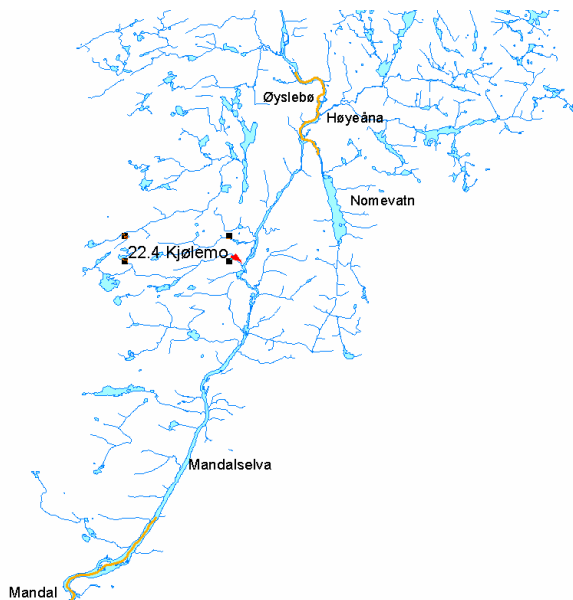 Øyslebø
Høyeåna
Nomevatn
22.4 Kjølemo
Mandalselva
Mandal